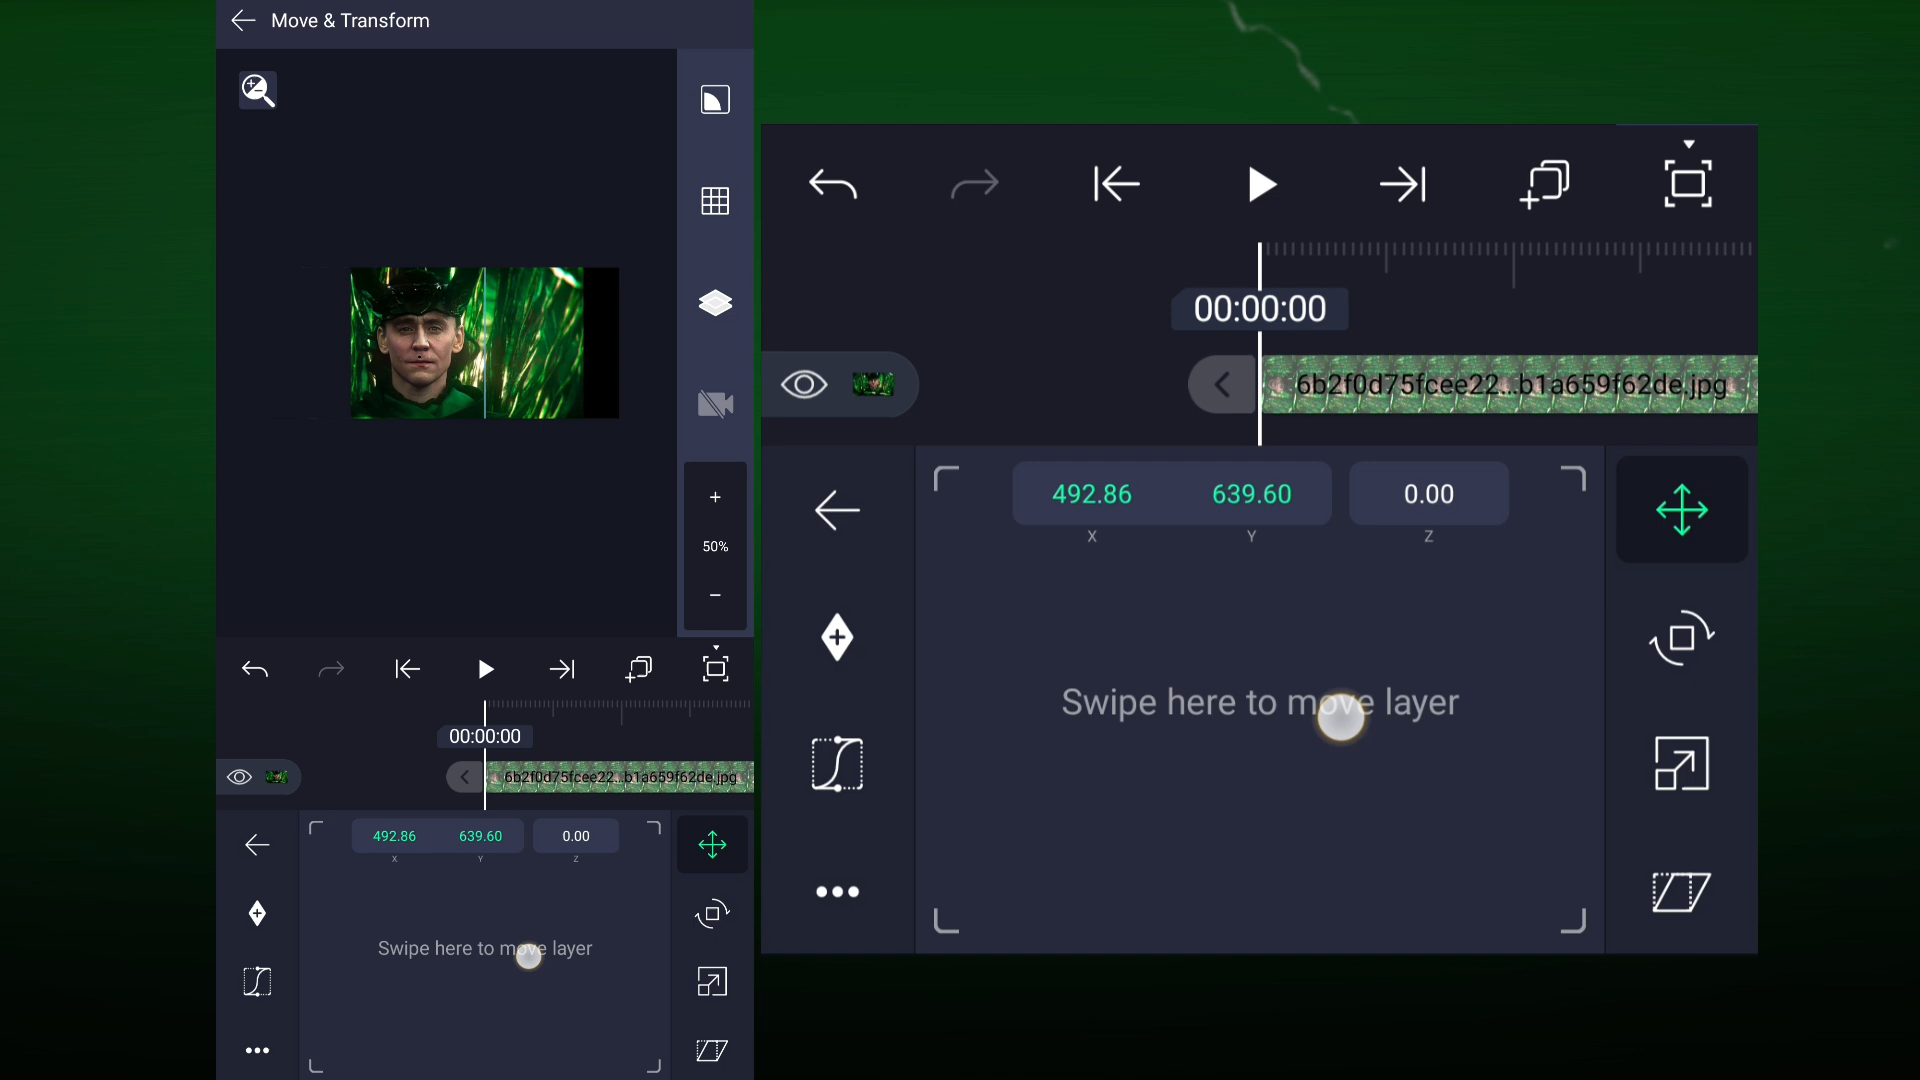 Move & Transform
+
50%
−
00:00:00
6b2f0d75fcee22...b1a659f62de.jpg
492.86 639.60 0.00
X Y Z
Swipe here to move layer
00:00:00
6b2f0d75fcee22...b1a659f62de.jpg
492.86 639.60 0.00
X Y Z
Swipe here to move layer